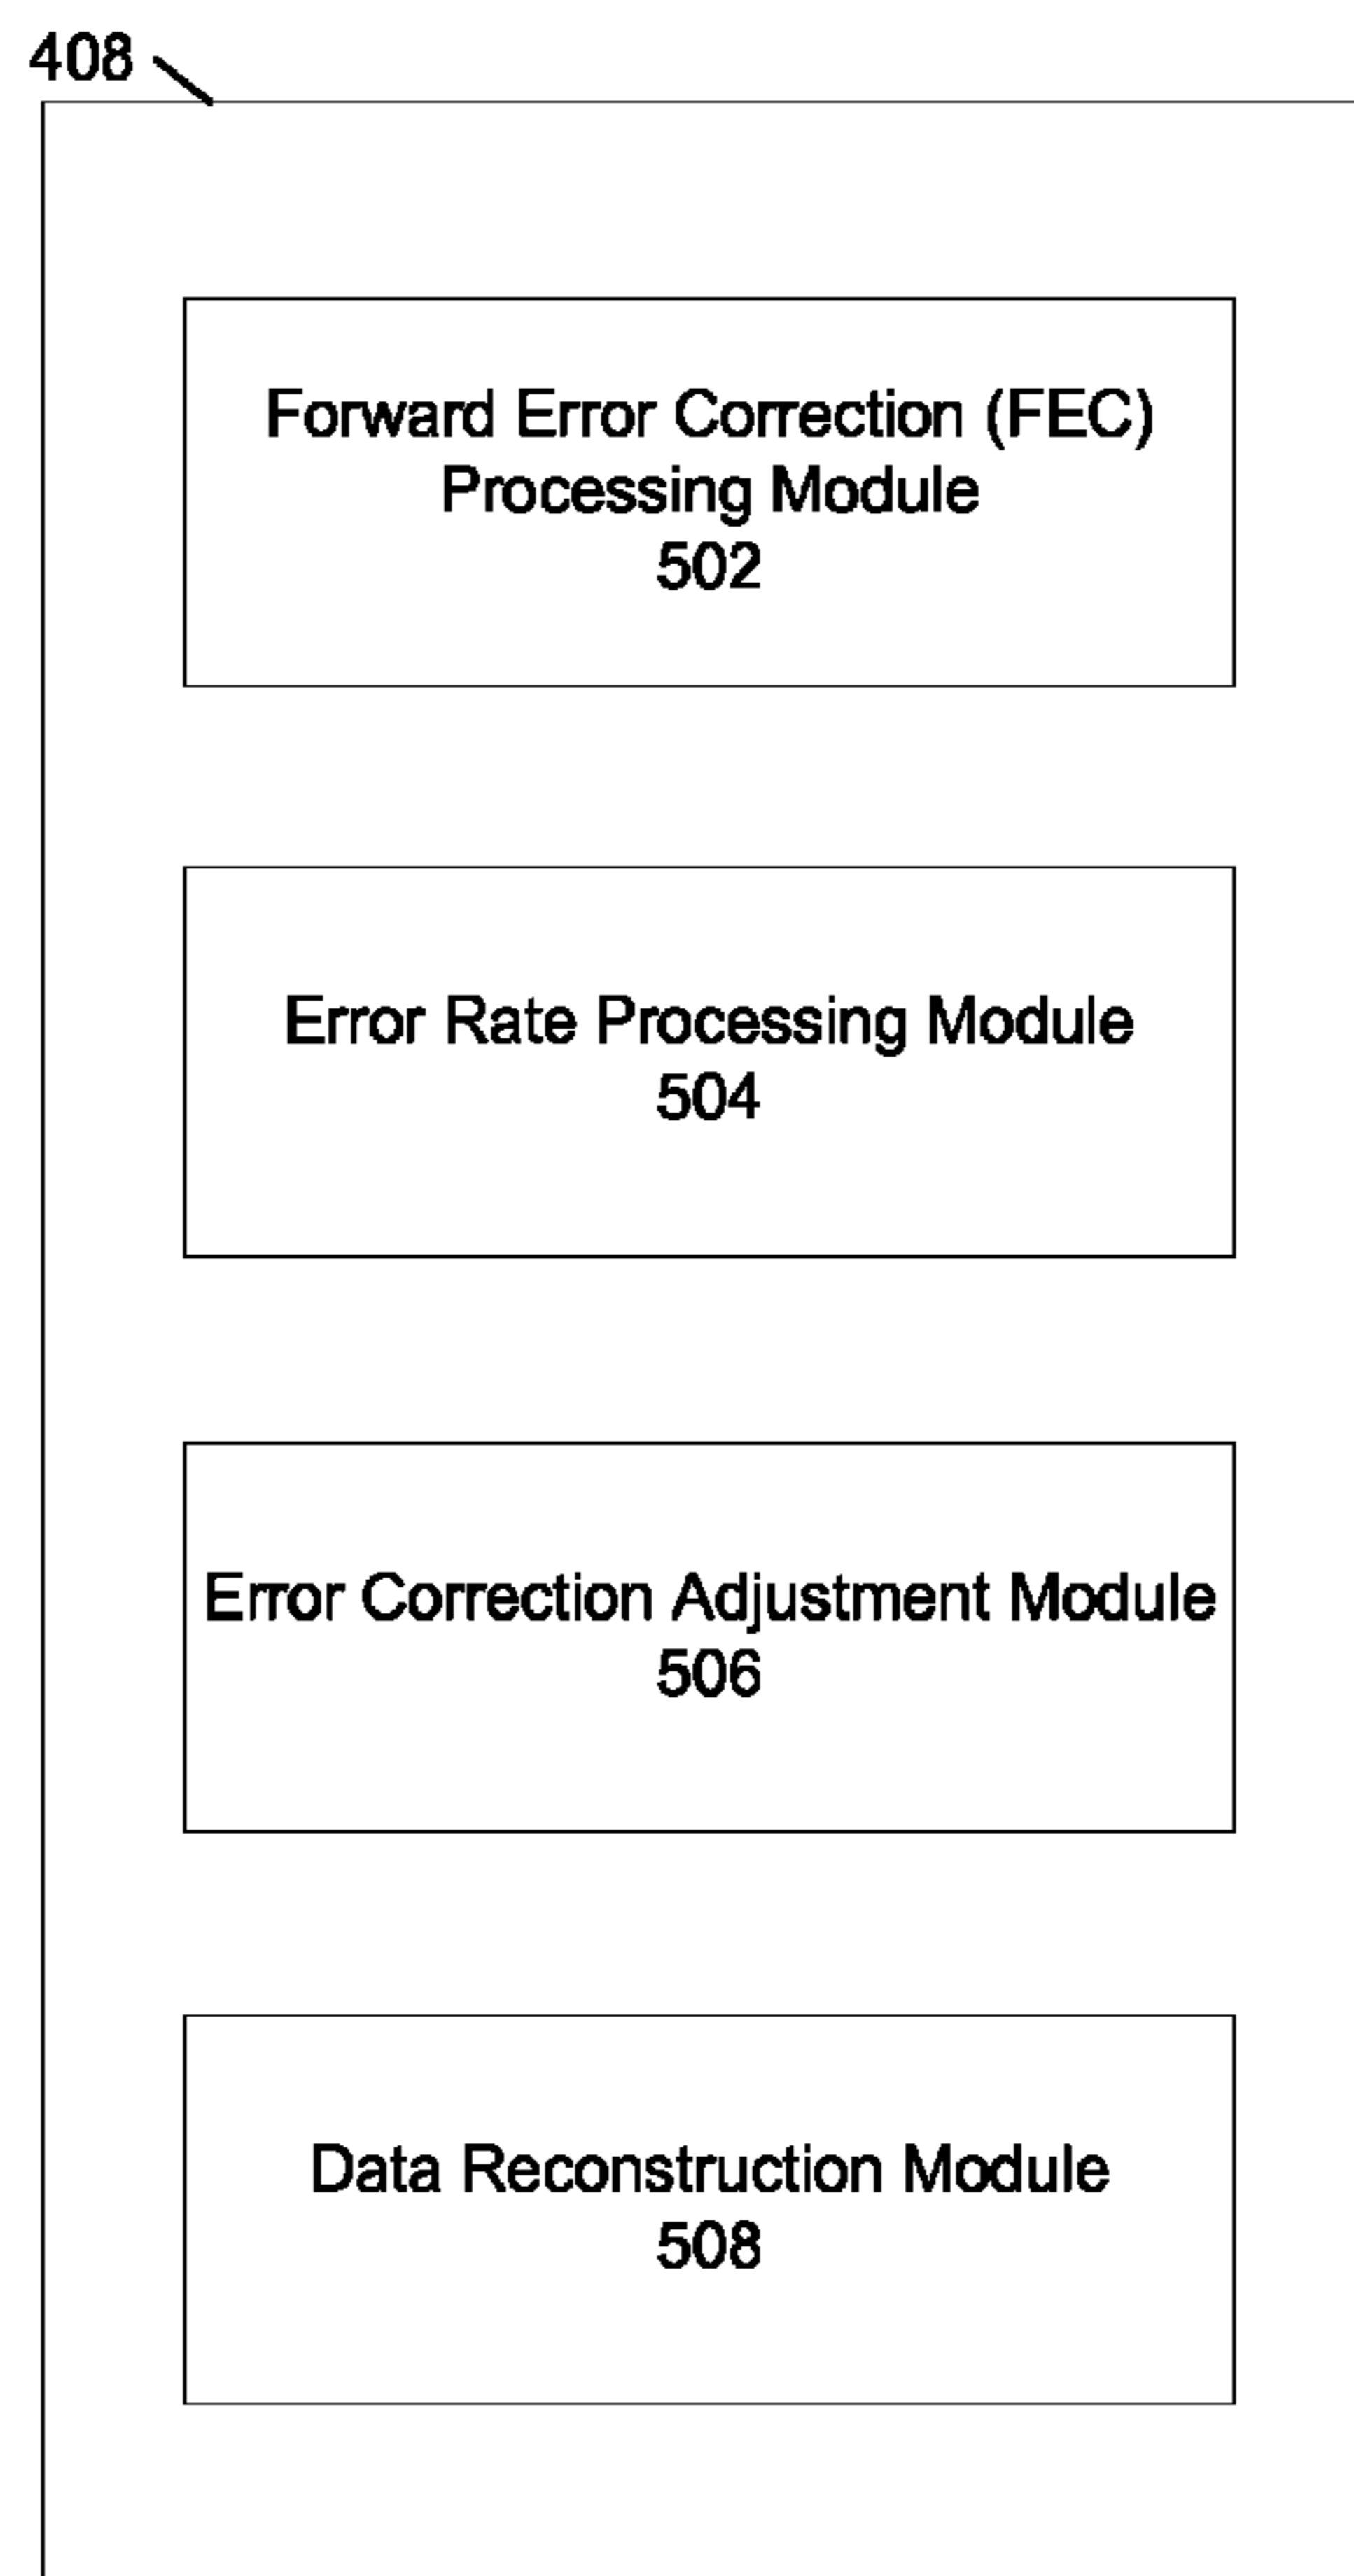 408
Forward Error Correction (FEC)
Processing Module
502
Error Rate Processing Module
504
Error Correction Adjustment Module
506
Data Reconstruction Module
508